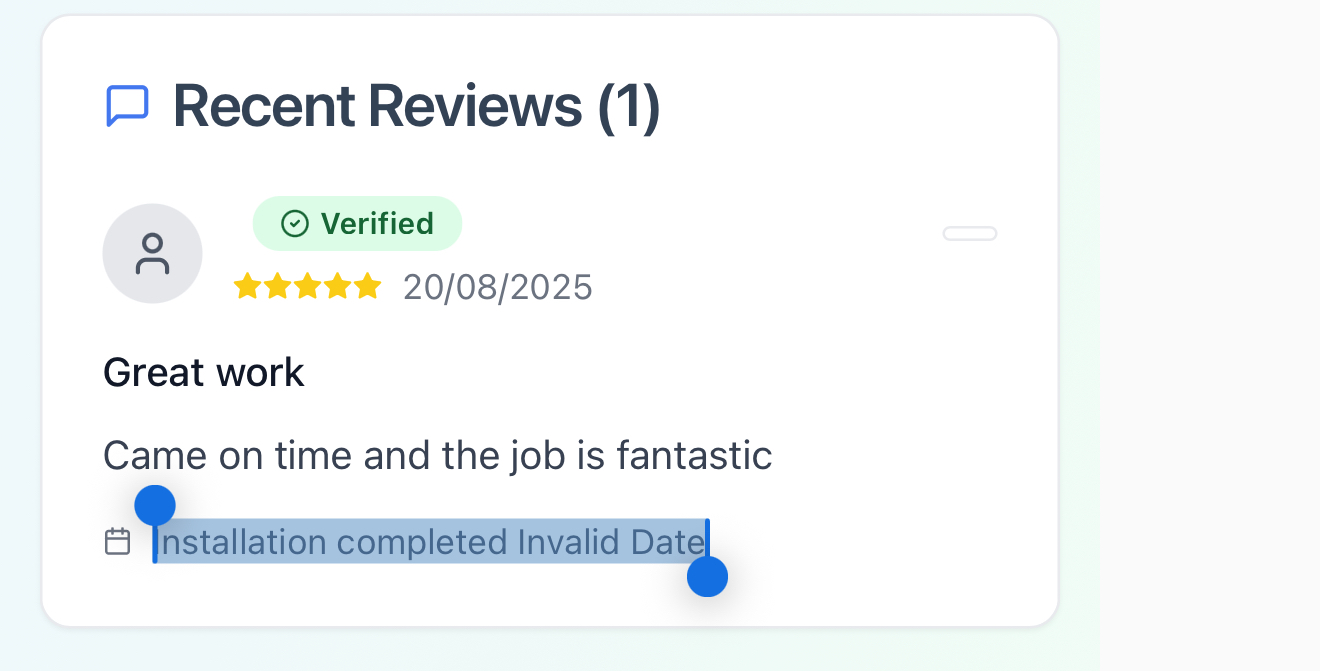 Recent Reviews (1)
Verified
20/08/2025
Great work
Came on time and the job is fantastic
Installation completed Invalid Date